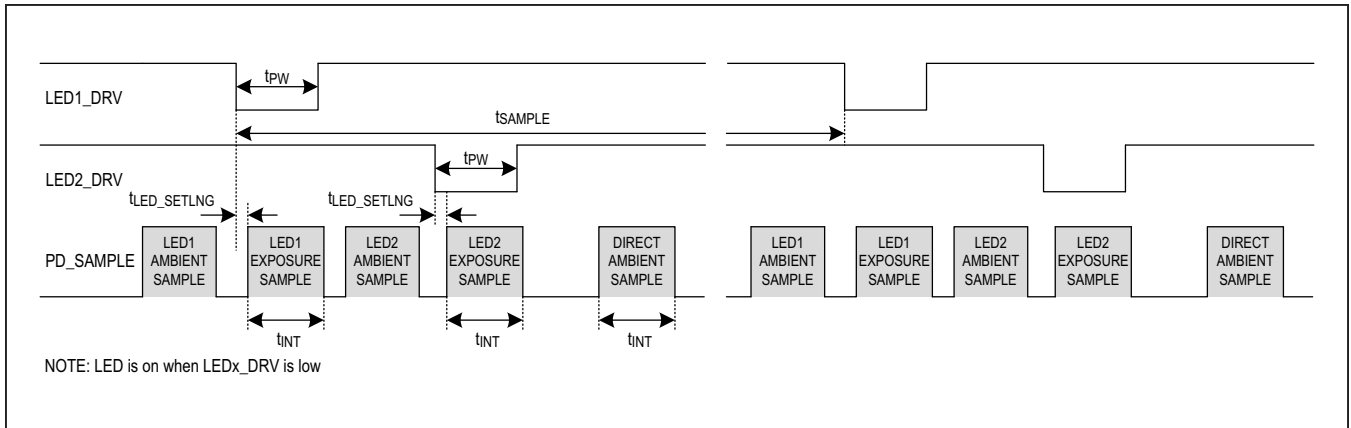 LED1_DRV
tPW
tSAMPLE
LED2_DRV
tPW
tLED_SETLNG
tLED_SETLNG
PD_SAMPLE
LED1
AMBIENT
SAMPLE
LED1
EXPOSURE
SAMPLE
LED2
AMBIENT
SAMPLE
LED2
EXPOSURE
SAMPLE
DIRECT
AMBIENT
SAMPLE
LED1
AMBIENT
SAMPLE
LED1
EXPOSURE
SAMPLE
LED2
AMBIENT
SAMPLE
LED2
EXPOSURE
SAMPLE
DIRECT
AMBIENT
SAMPLE
tINT
tINT
tINT
NOTE: LED is on when LEDx_DRV is low